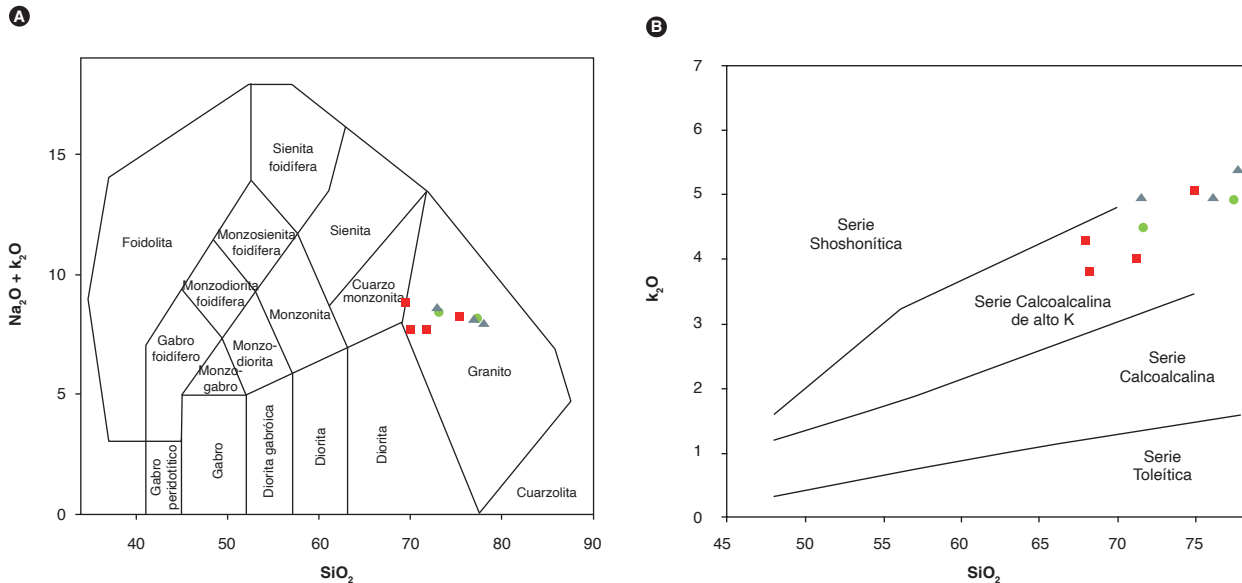 A
Na₂O + k₂O
15
10
5
0
Foidolita
Sienita
foidífera
Monzosienita
foidífera
Sienita
Monzodiorita
foidífera
Cuarzo
monzonita
Monzonita
Gabro
foidífero
Monzo-
diorita
Monzo-
gabro
Granito
Gabro
peridotítico
Gabro
Diorita gabróica
Diorita
Diorita
Cuarzolita
40
50
60
70
80
90
SiO₂
B
k₂O
7
6
5
4
3
2
1
0
Serie
Shoshonítica
Serie Calcoalcalina
de alto K
Serie
Calcoalcalina
Serie
Toleítica
45
50
55
60
65
70
75
SiO₂